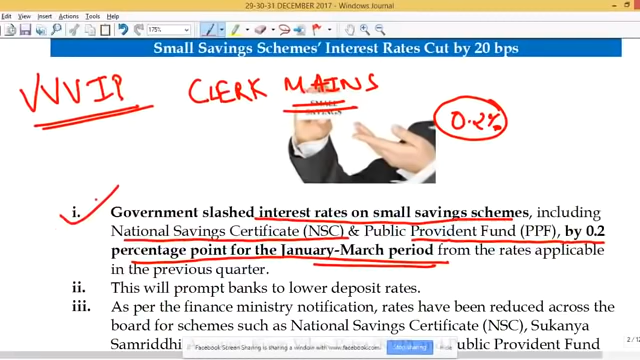 29-30-31 DECEMBER 2017 - Windows Journal
Actions Tools Help
175%
Small Savings Schemes' Interest Rates Cut by 20 bps
VVVIP CLERK MAINS
SMALL
SAVINGS
0.2%
i. Government slashed interest rates on small savings schemes, including
National Savings Certificate (NSC) & Public Provident Fund (PPF), by 0.2
percentage point for the January-March period from the rates applicable
in the previous quarter.
ii. This will prompt banks to lower deposit rates.
iii. As per the finance ministry notification, rates have been reduced across the
board for schemes such as National Savings Certificate (NSC), Sukanya
Samriddhi Public Provident Fund
Facebook Screen Sharing is sharing a window with www.facebook.com. Stop sharing
2 / 12